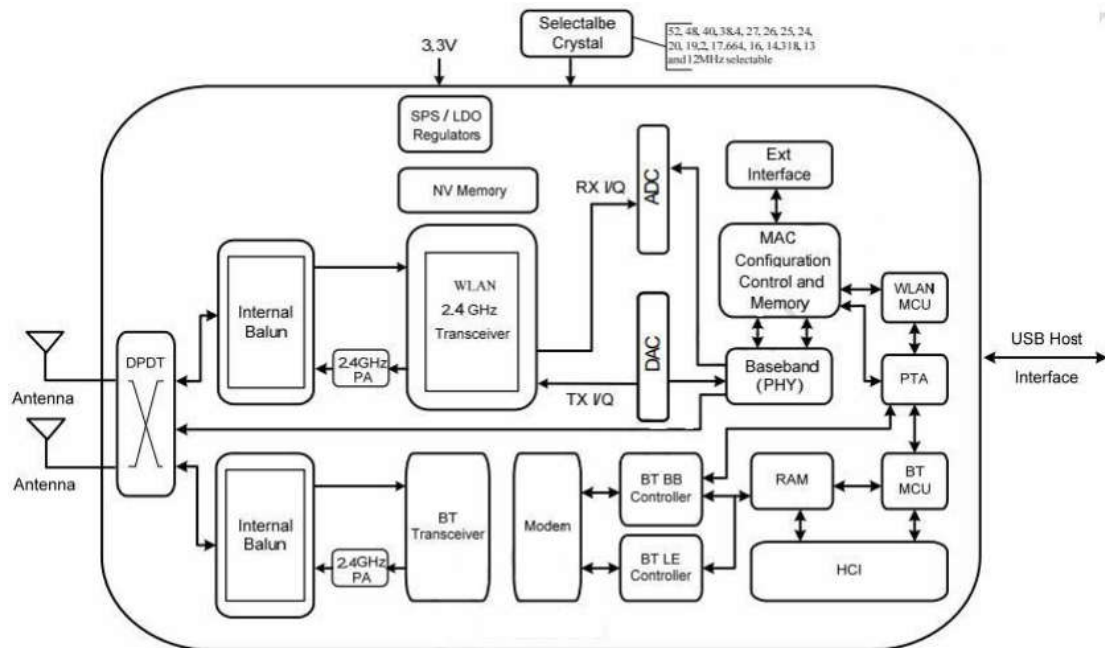 Selectalbe
Crystal
52, 48, 40, 38.4, 27, 26, 25, 24,
20, 19,2, 17.664, 16, 14.318, 13
and 12MHz selectable
3.3V
SPS / LDO
Regulators
NV Memory
RX I/Q
ADC
Ext
Interface
MAC
Configuration
Control and
Memory
WLAN
MCU
Internal
Balun
WLAN
2.4 GHz
Transceiver
2.4GHz
PA
DAC
TX I/Q
Baseband
(PHY)
PTA
USB Host
Interface
DPDT
Antenna
Antenna
Internal
Balun
2.4GHz
PA
BT
Transceiver
Modem
BT BB
Controller
BT LE
Controller
RAM
BT
MCU
HCI